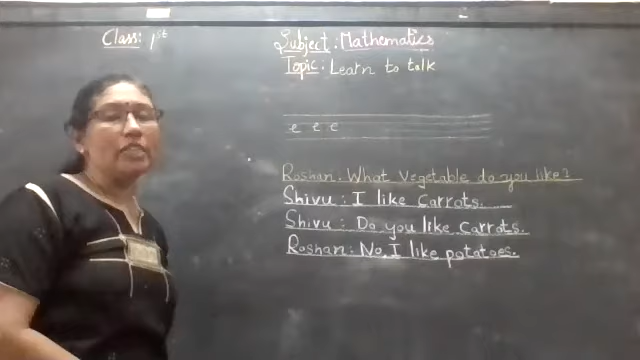 Class: 1st
Subject: Mathematics
Topic: Learn to talk
e e e
Roshan: What vegetable do you like?
Shivu: I like carrots.
Shivu: Do you like carrots.
Roshan: No, I like potatoes.